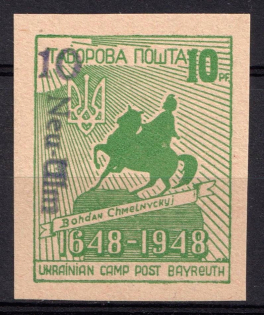 ТАБОРОВА ПОШТА
10 PF.
10 Neu Ulm
Bohdan Chmelnyckyj
1648-1948
UKRAINIAN CAMP POST BAYREUTH